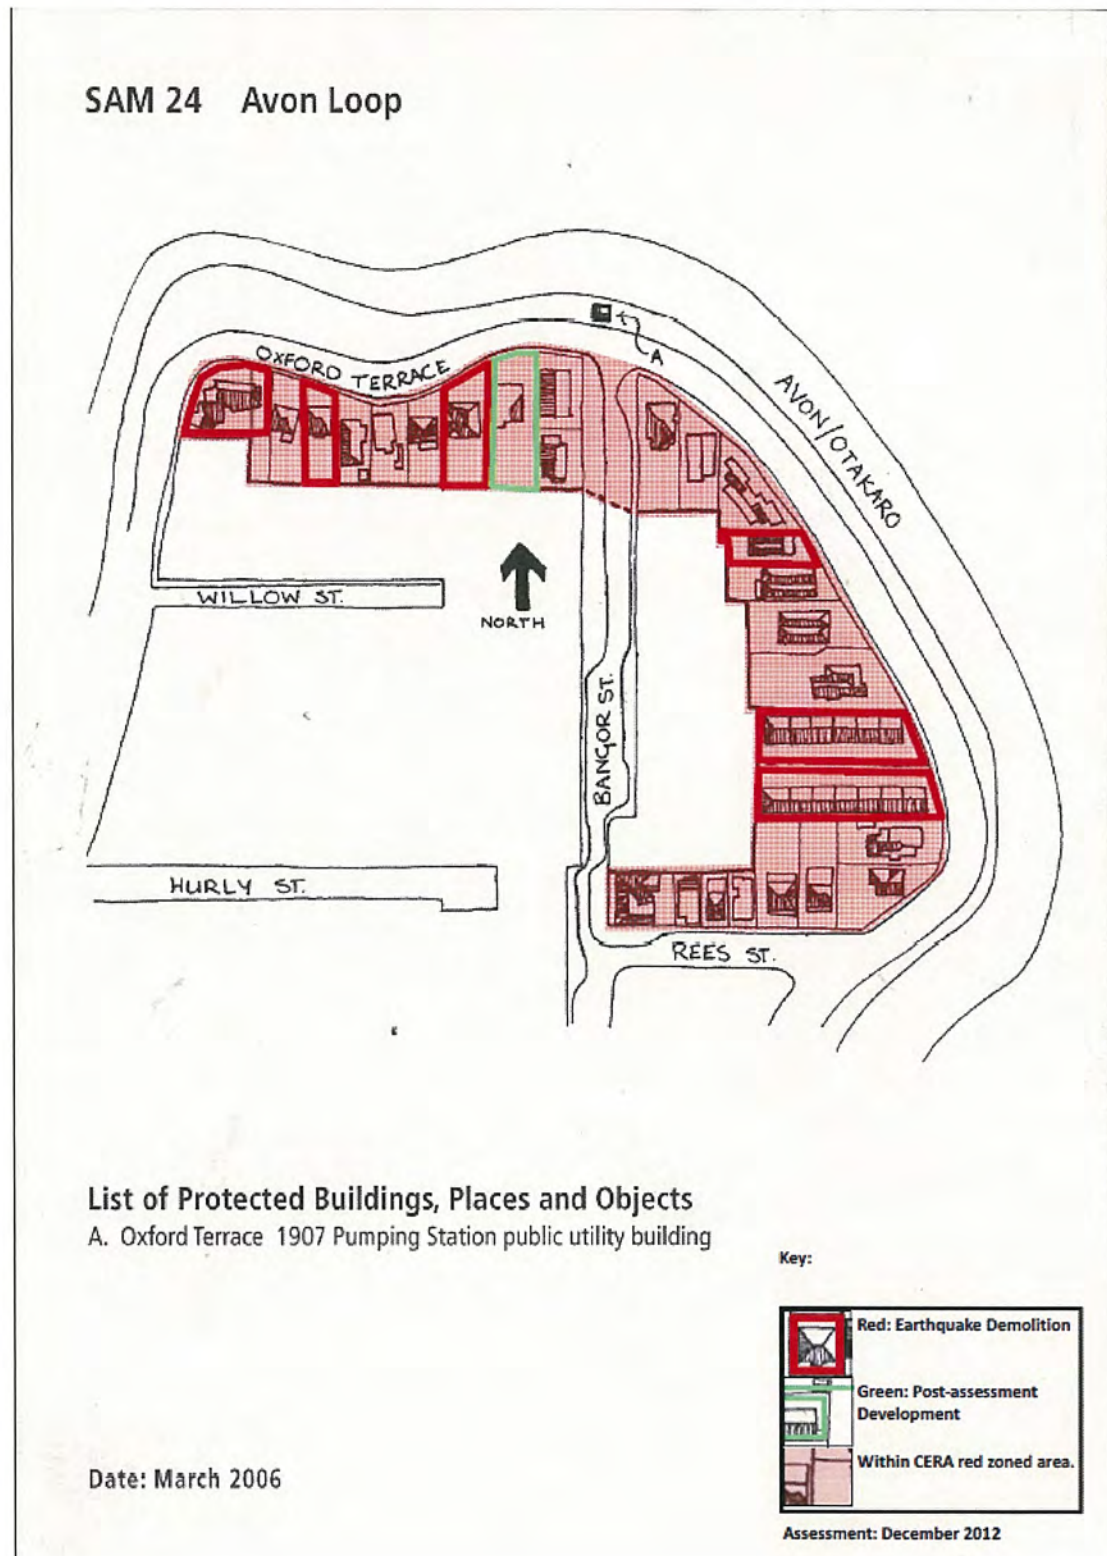 SAM 24 Avon Loop
OXFORD TERRACE
A
AVON/OTAKARO
WILLOW ST.
NORTH
BANGOR ST.
HURLY ST.
REES ST.
List of Protected Buildings, Places and Objects
A. Oxford Terrace 1907 Pumping Station public utility building
Key:
Red: Earthquake Demolition
Green: Post-assessment
Development
Within CERA red zoned area.
Date: March 2006
Assessment: December 2012